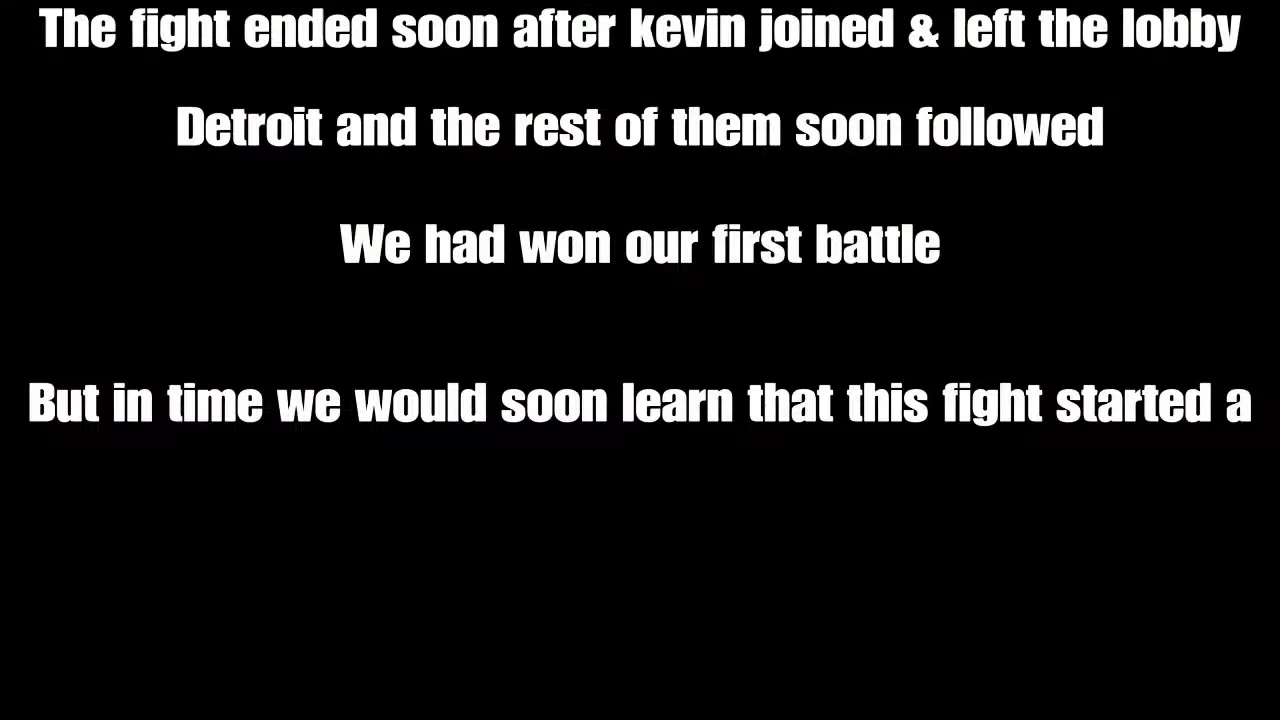 The fight ended soon after kevin joined & left the lobby
Detroit and the rest of them soon followed
We had won our first battle
But in time we would soon learn that this fight started a